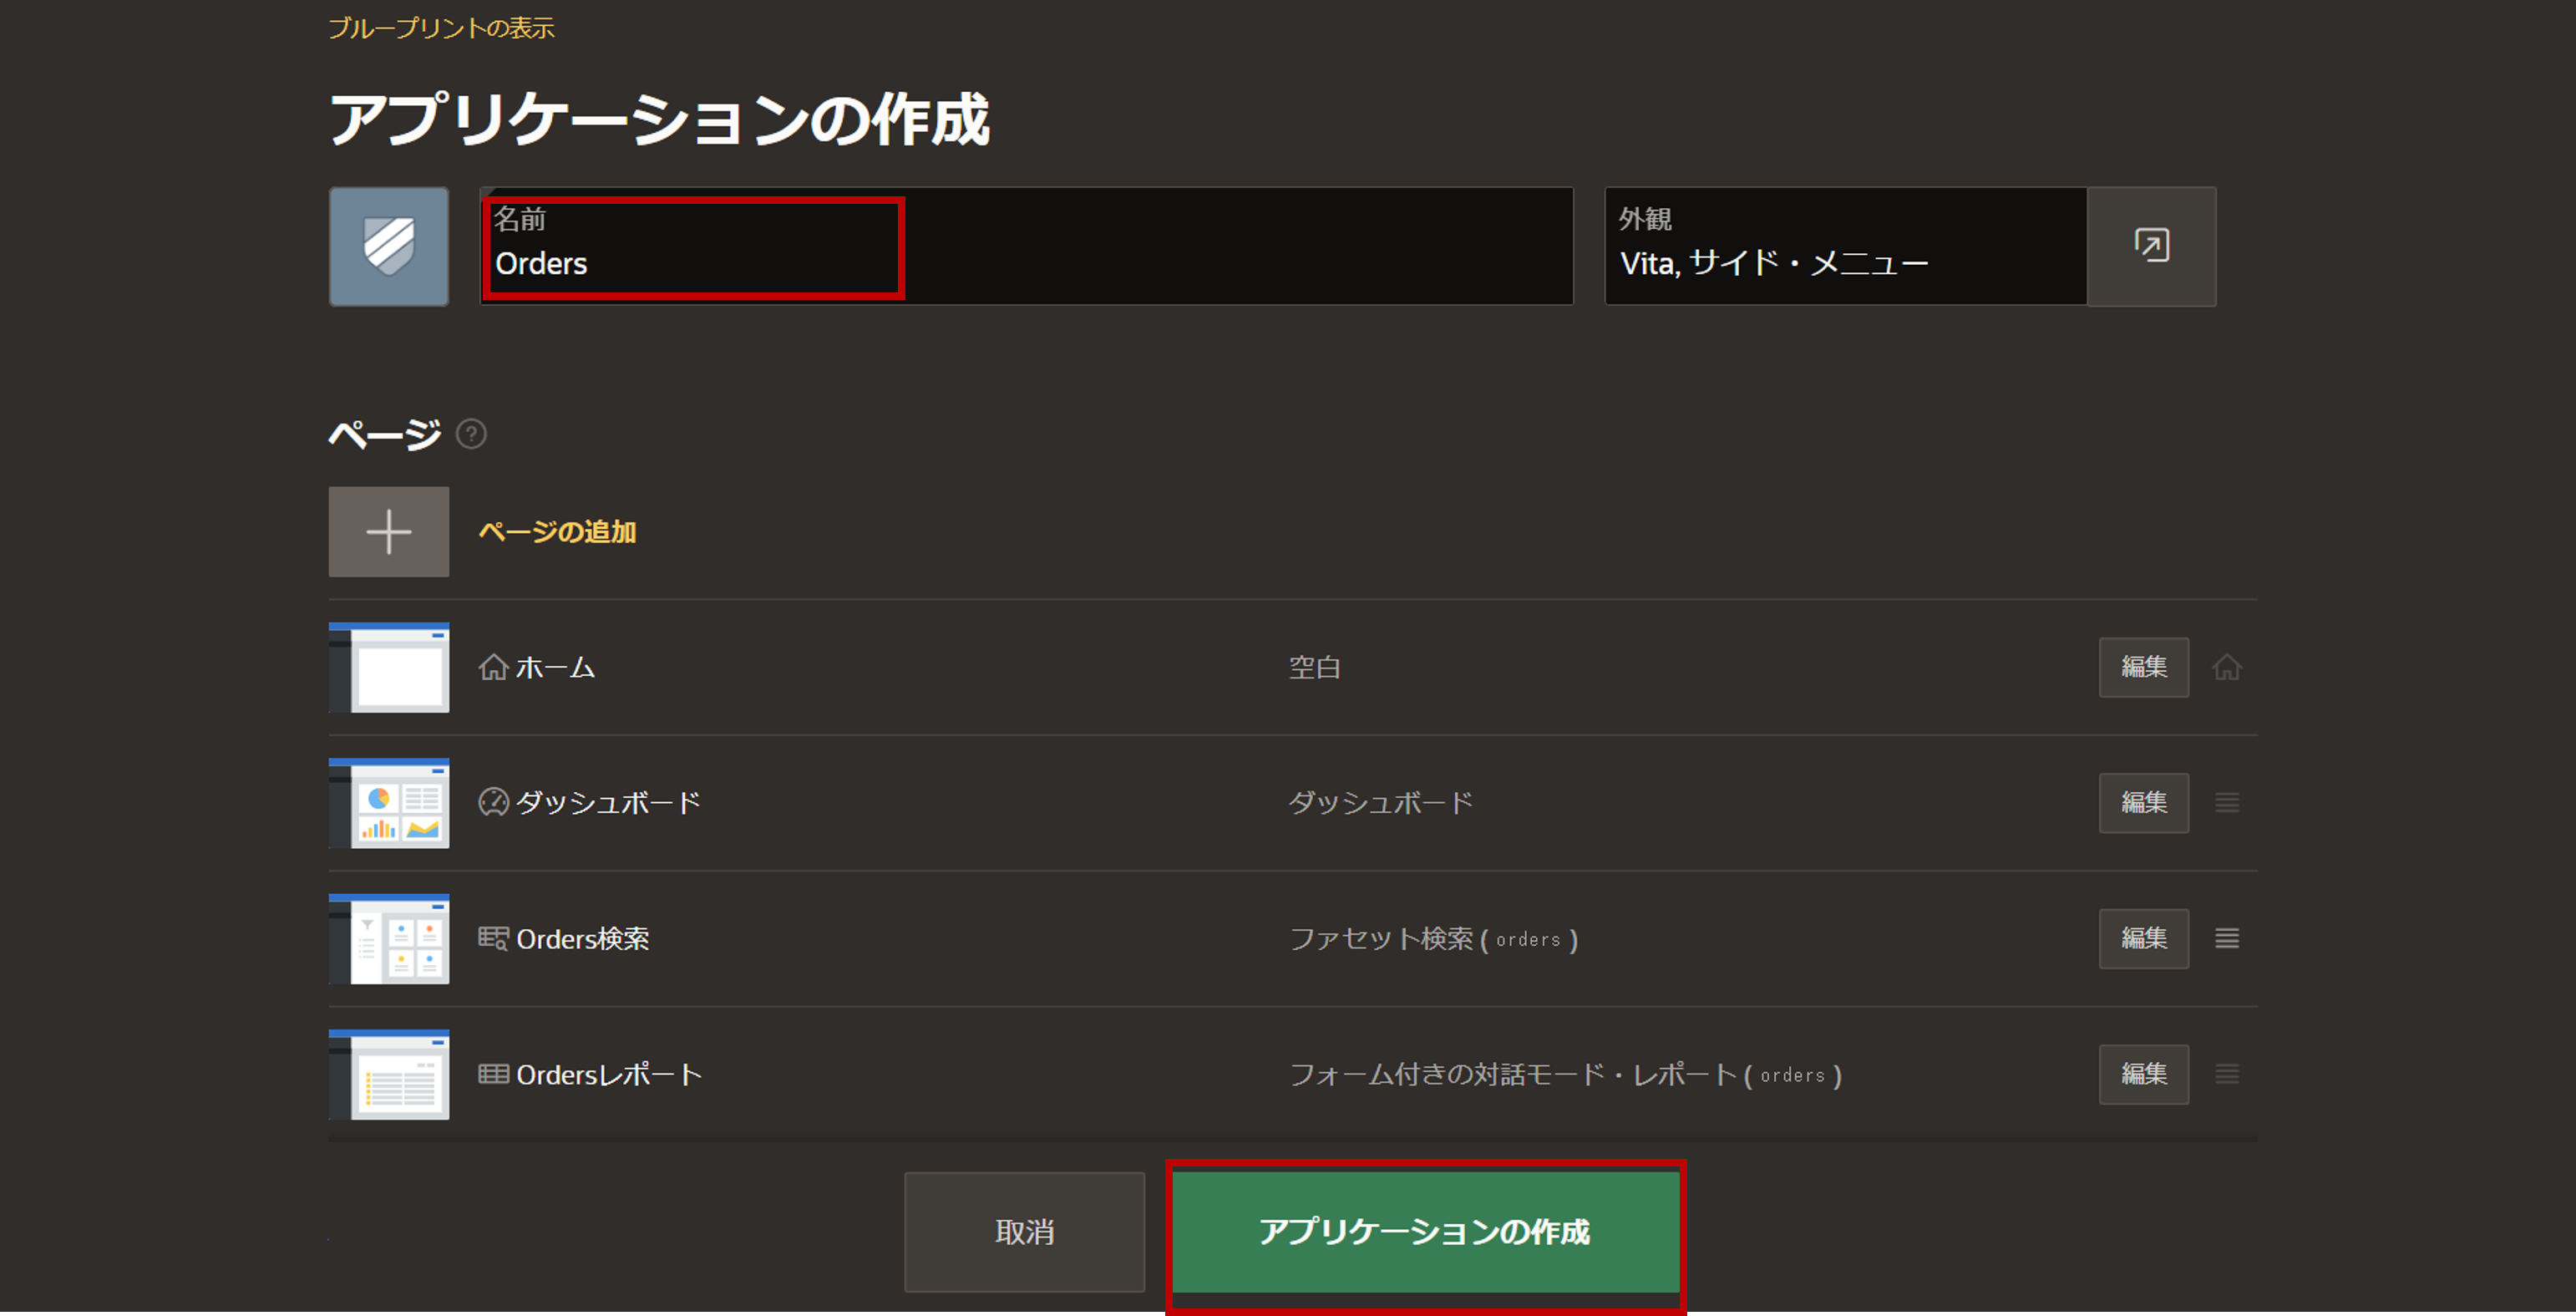 ブループリントの表示
アプリケーションの作成
名前
Orders
外観
Vita, サイド・メニュー
ページ ?
ページの追加
ホーム 空白 編集
ダッシュボード ダッシュボード 編集
Orders検索 ファセット検索 ( orders ) 編集
Ordersレポート フォーム付きの対話モード・レポート ( orders ) 編集
取消 アプリケーションの作成